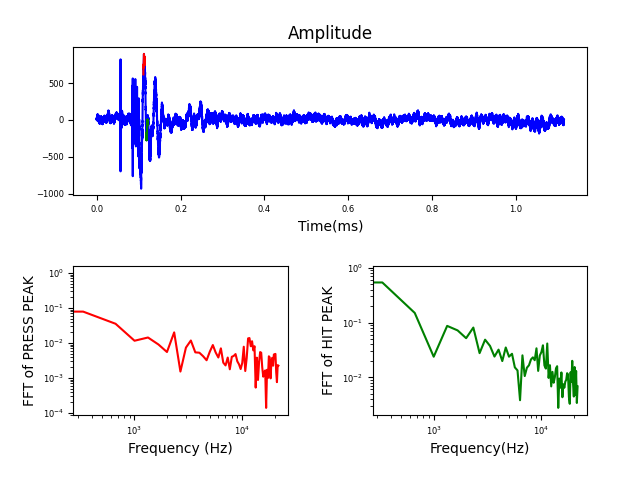 Amplitude
500
0
−500
−1000
0.0 0.2 0.4 0.6 0.8 1.0
Time(ms)
FFT of PRESS PEAK
10⁰
10⁻¹
10⁻²
10⁻³
10⁻⁴
10³ 10⁴
Frequency (Hz)
FFT of HIT PEAK
10⁰
10⁻¹
10⁻²
10³ 10⁴
Frequency(Hz)